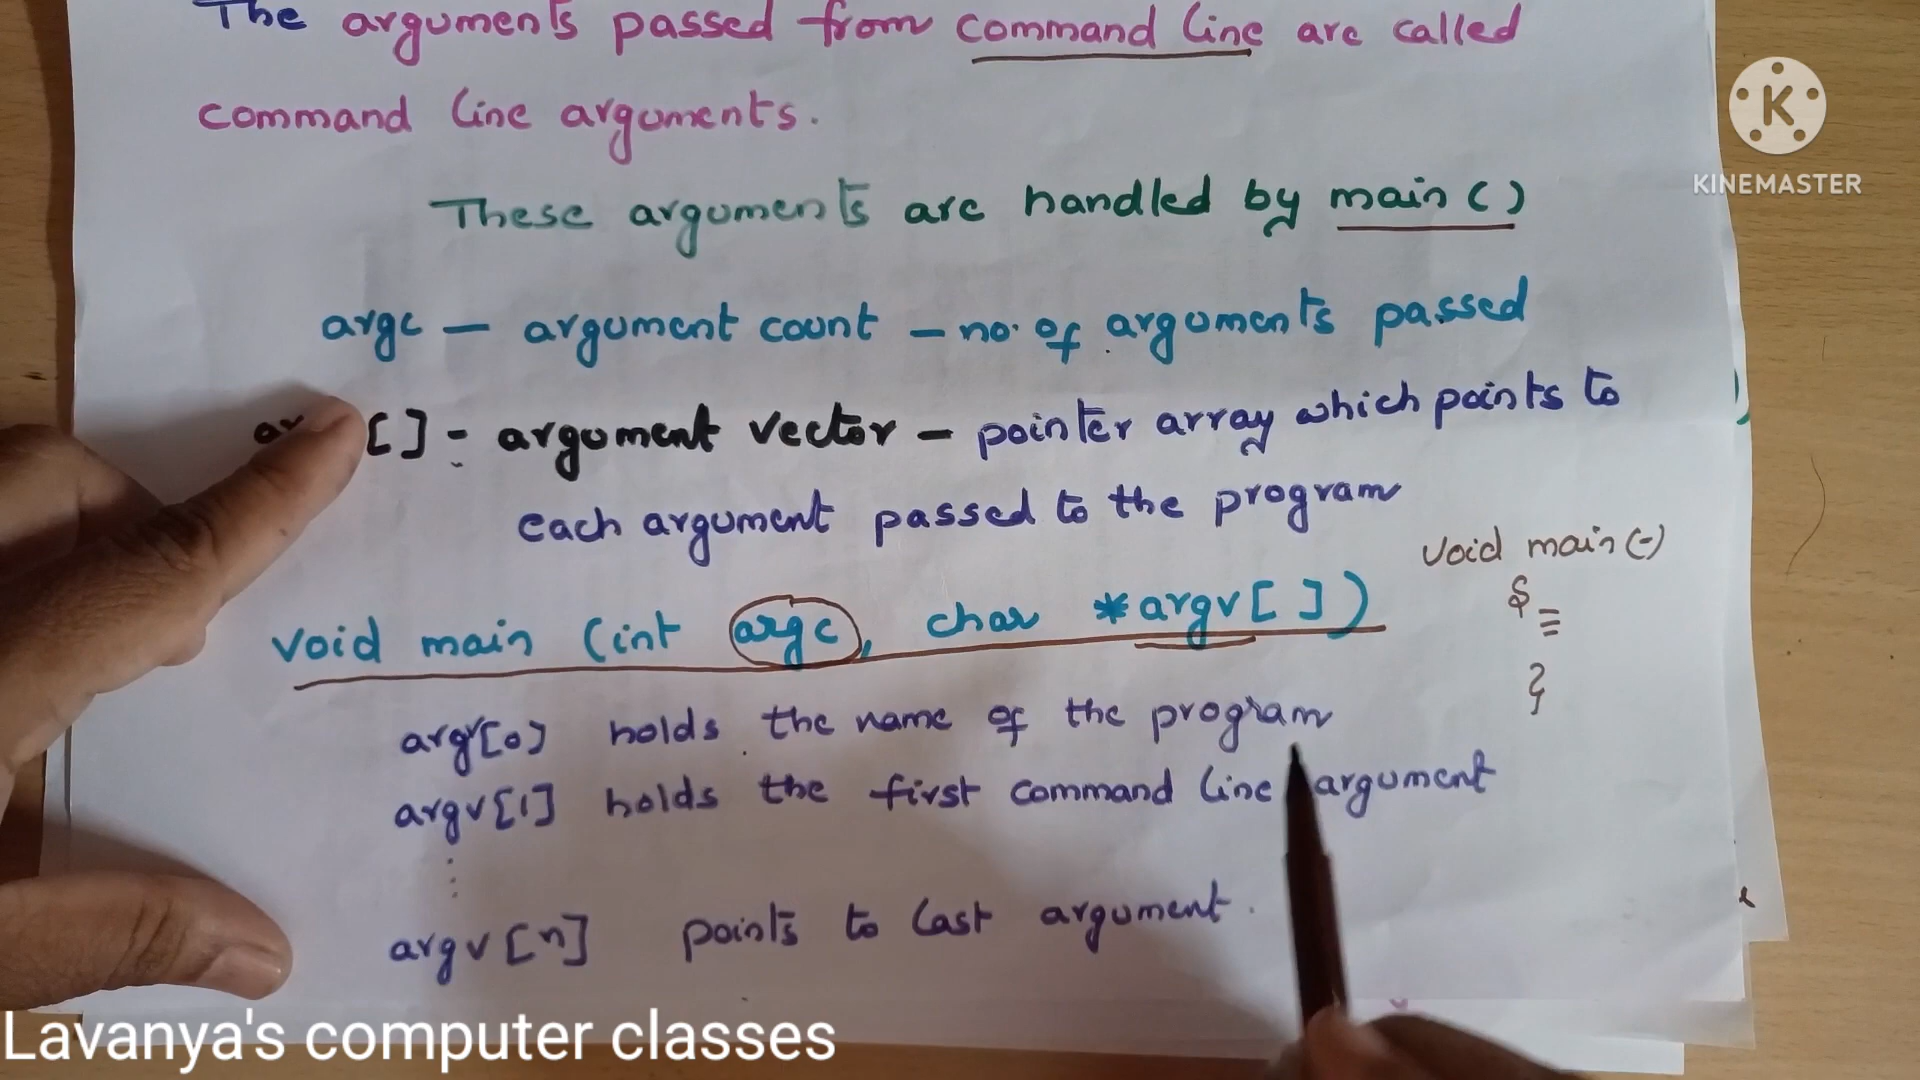 The arguments passed from command line are called
command line arguments.
These arguments are handled by main ( )
argc — argument count — no. of arguments passed
[ ] - argument vector — pointer array which points to
each argument passed to the program
void main (-)
{
}
void main (int argc, char *argv[ ])
argv[0] holds the name of the program
argv[1] holds the first command line argument
argv[n] points to last argument.
K
KINEMASTER
Lavanya's computer classes